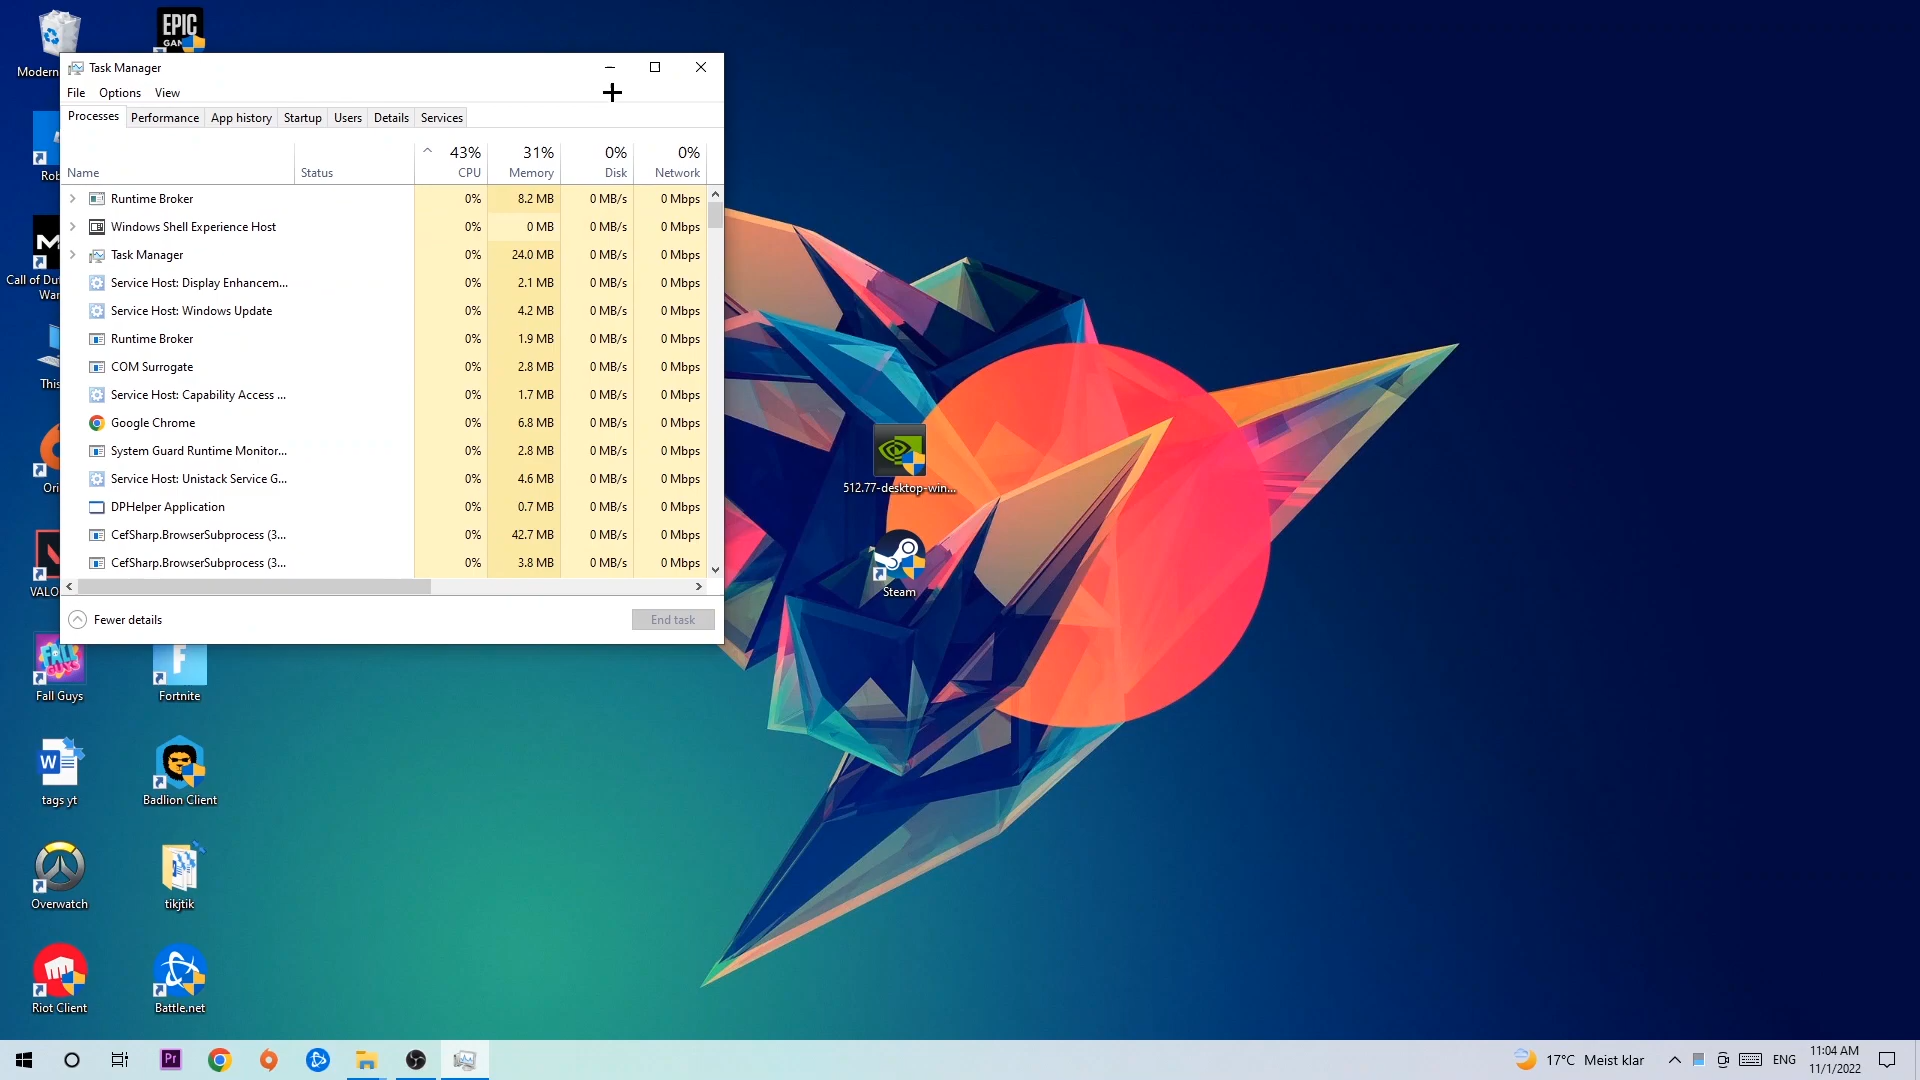 EPIC
GAM
Modern
Rob
M
Call of Du
War
This
Ori
VALO
FALL
GUYS
Fall Guys
F
Fortnite
W
tags yt
Badlion Client
Overwatch
tikjtik
Riot Client
Battle.net
Task Manager
File Options View
Processes Performance App history Startup Users Details Services
43% 31% 0% 0%
Name Status CPU Memory Disk Network
Runtime Broker 0% 8.2 MB 0 MB/s 0 Mbps
Windows Shell Experience Host 0% 0 MB 0 MB/s 0 Mbps
Task Manager 0% 24.0 MB 0 MB/s 0 Mbps
Service Host: Display Enhancem... 0% 2.1 MB 0 MB/s 0 Mbps
Service Host: Windows Update 0% 4.2 MB 0 MB/s 0 Mbps
Runtime Broker 0% 1.9 MB 0 MB/s 0 Mbps
COM Surrogate 0% 2.8 MB 0 MB/s 0 Mbps
Service Host: Capability Access ... 0% 1.7 MB 0 MB/s 0 Mbps
Google Chrome 0% 6.8 MB 0 MB/s 0 Mbps
System Guard Runtime Monitor... 0% 2.8 MB 0 MB/s 0 Mbps
Service Host: Unistack Service G... 0% 4.6 MB 0 MB/s 0 Mbps
DPHelper Application 0% 0.7 MB 0 MB/s 0 Mbps
CefSharp.BrowserSubprocess (3... 0% 42.7 MB 0 MB/s 0 Mbps
CefSharp.BrowserSubprocess (3... 0% 3.8 MB 0 MB/s 0 Mbps
Fewer details End task
512.77-desktop-win...
Steam
Pr
17°C Meist klar ENG 11:04 AM
11/1/2022